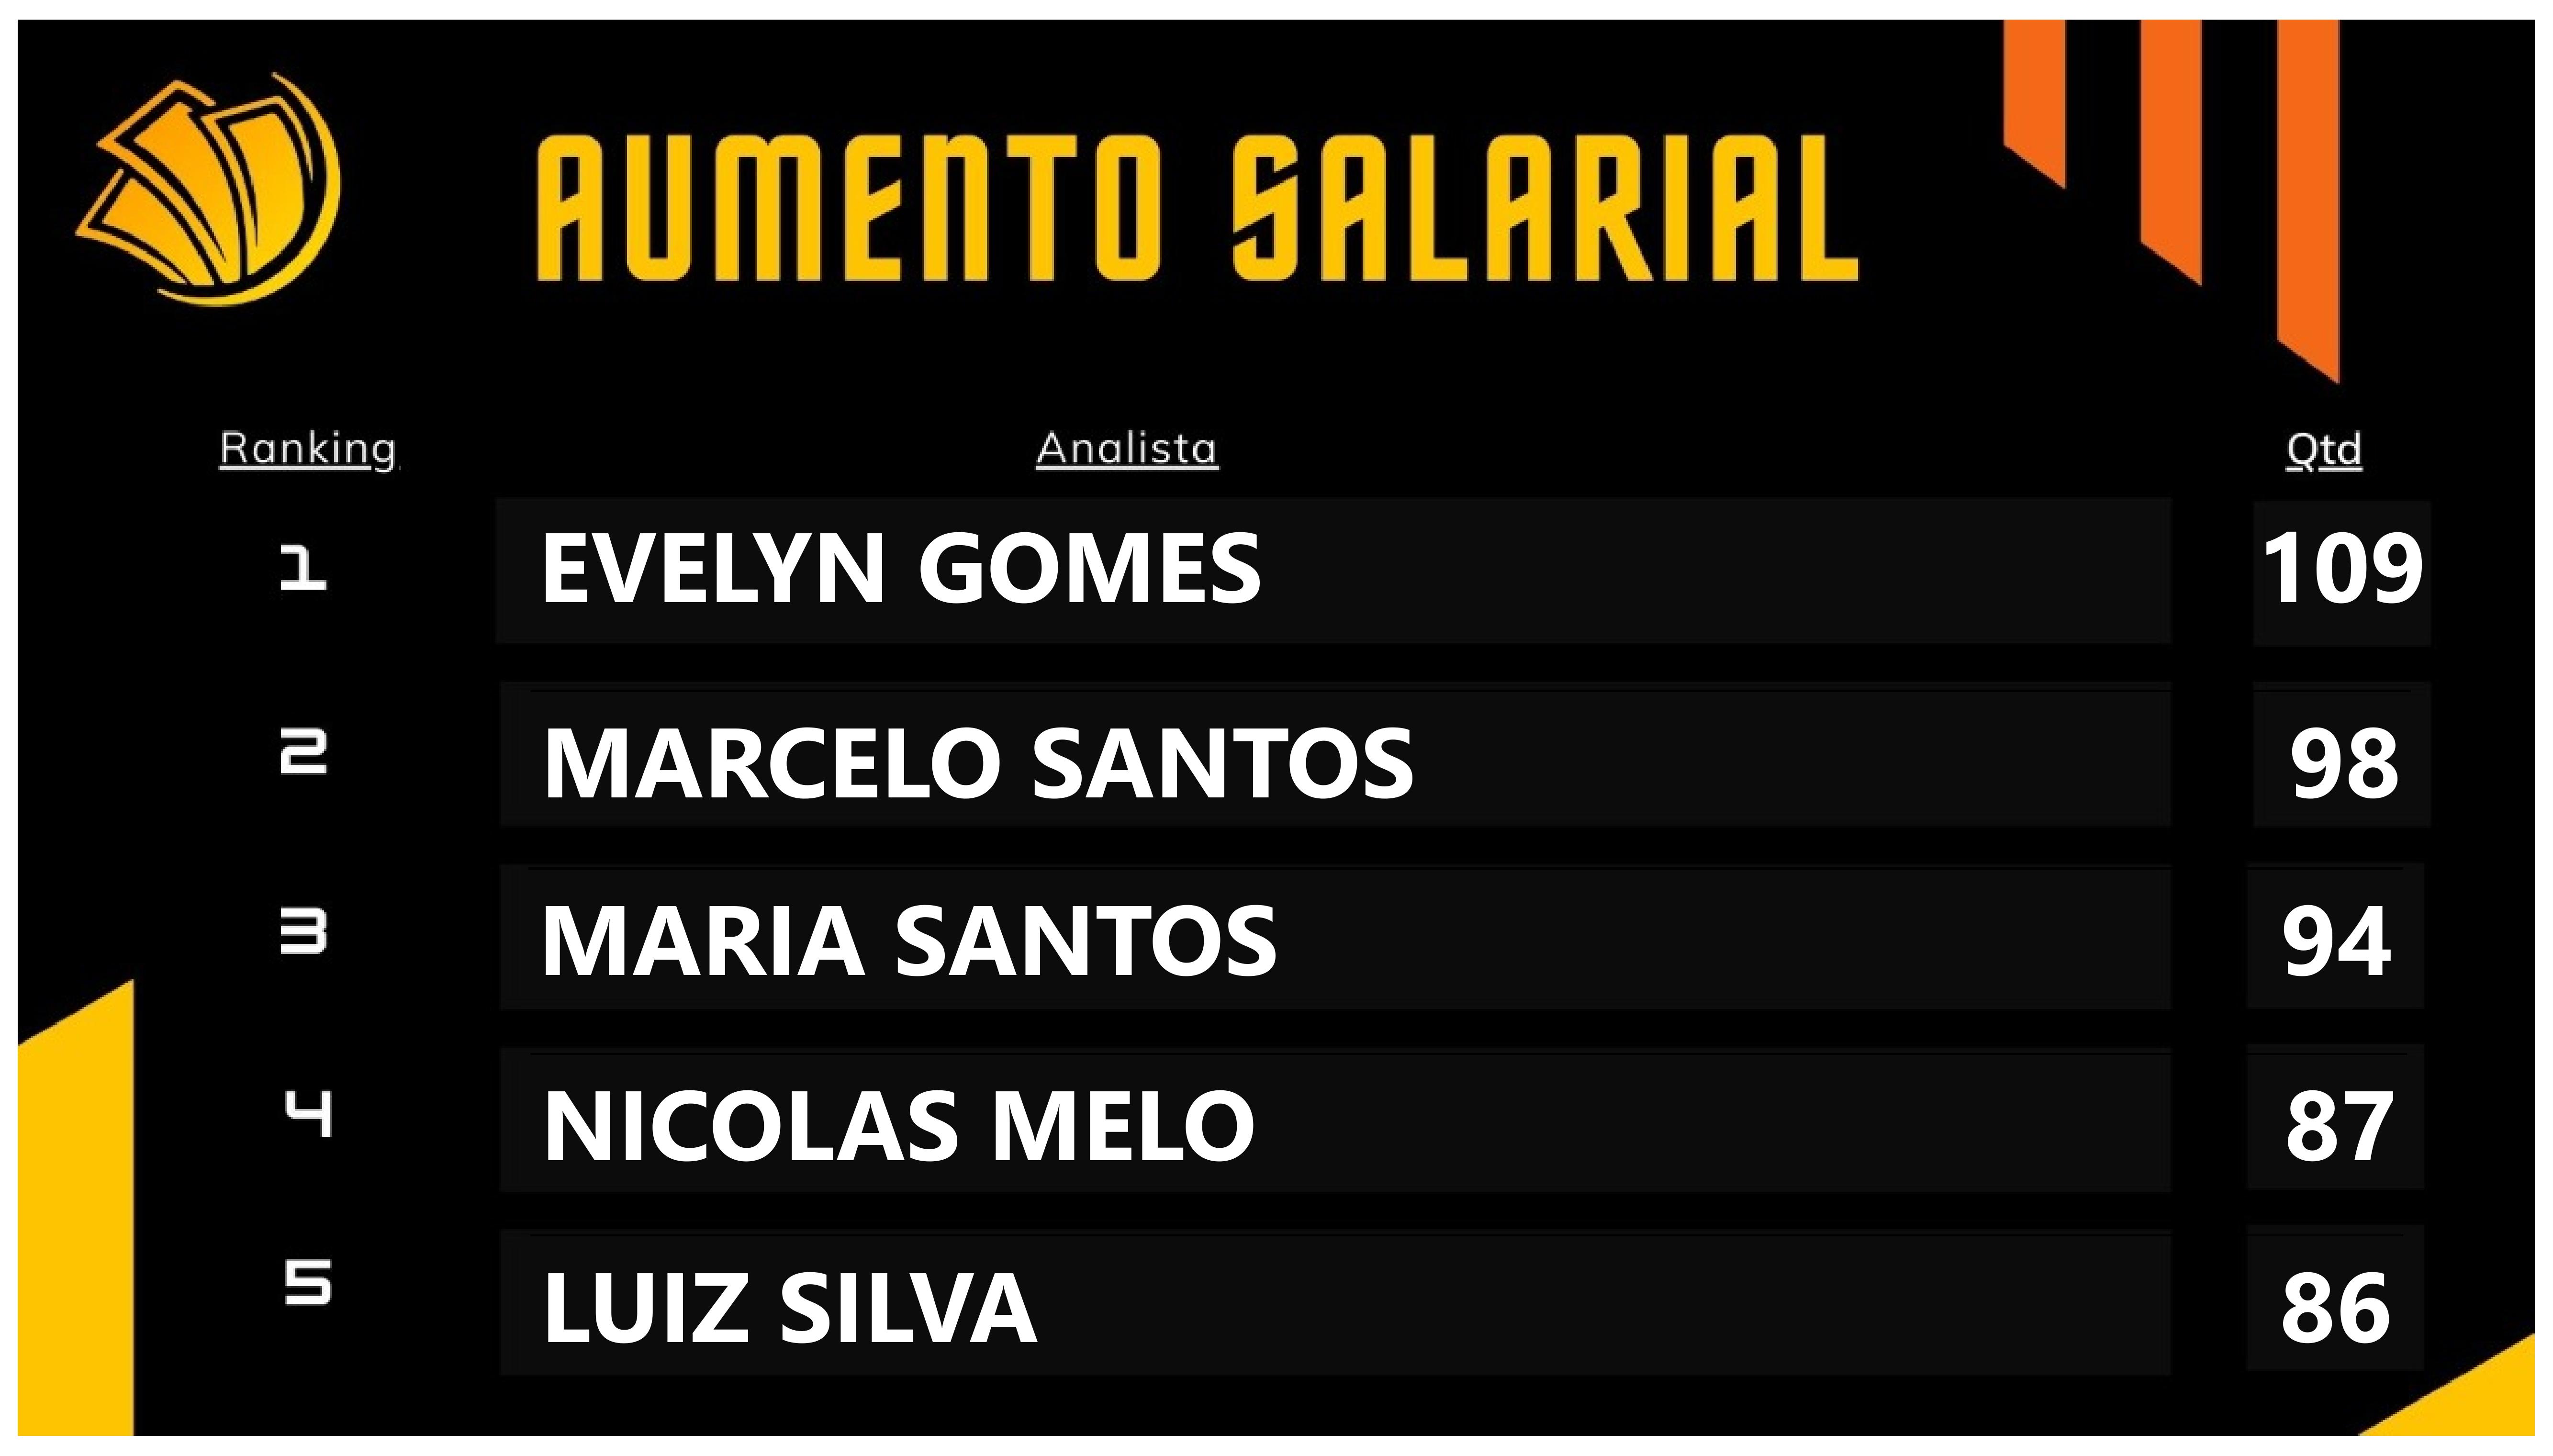 AUMENTO SALARIAL
Ranking Analista Qtd
1 EVELYN GOMES 109
2 MARCELO SANTOS 98
3 MARIA SANTOS 94
4 NICOLAS MELO 87
5 LUIZ SILVA 86